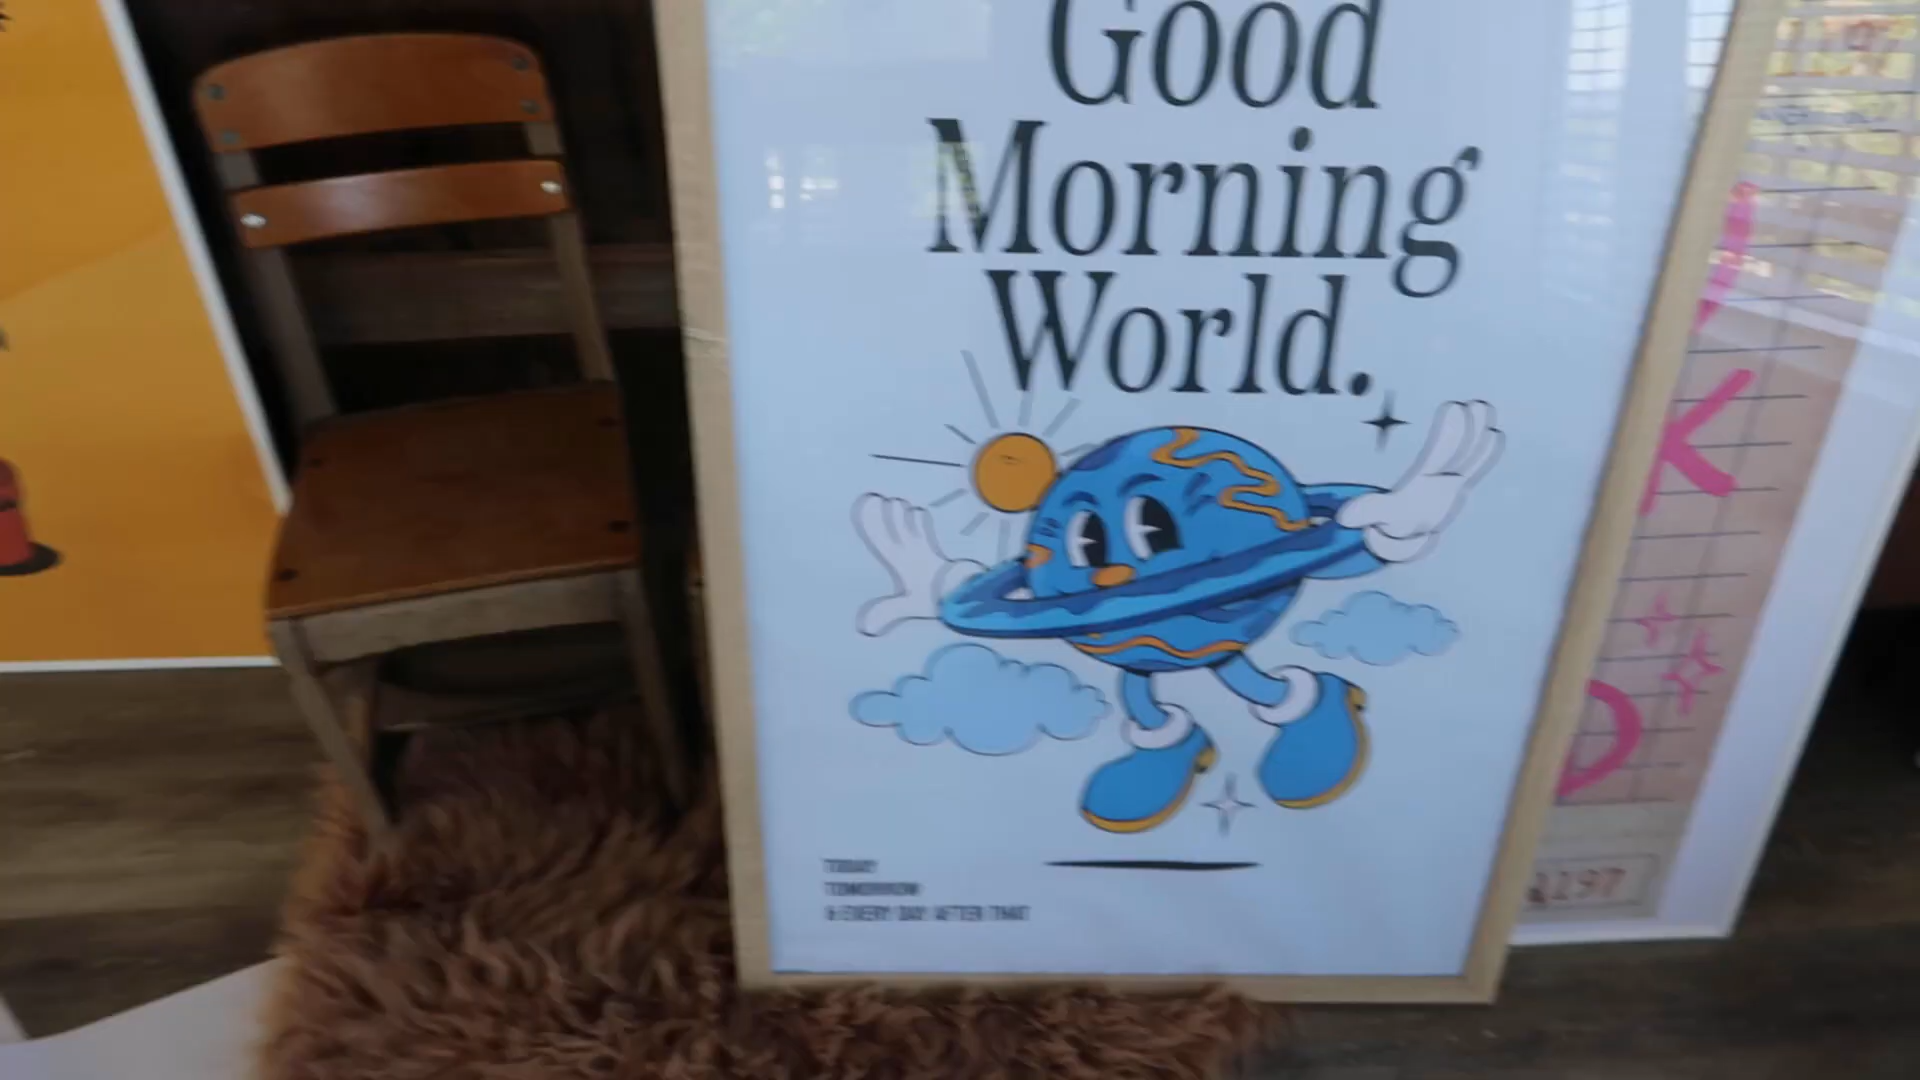 Good
Morning
World.
TODAY
TOMORROW
& EVERY DAY AFTER THAT
K
D